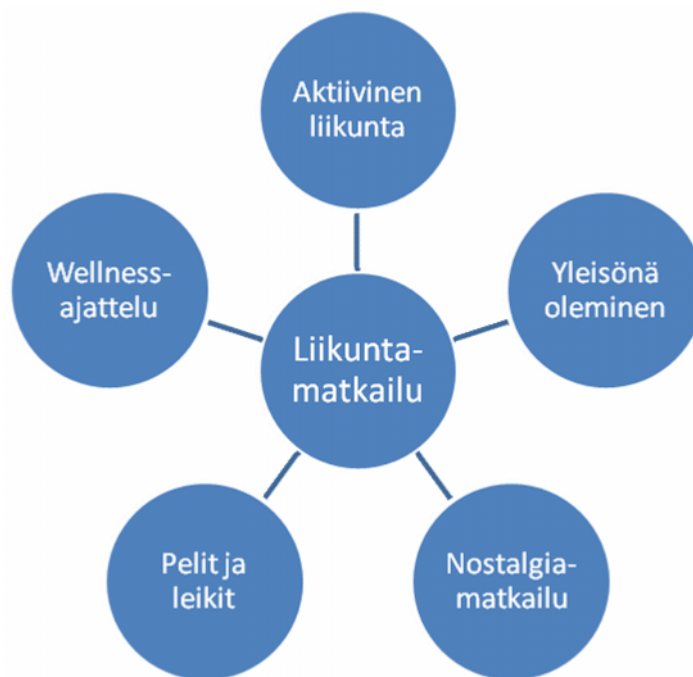 Aktiivinen
liikunta
Wellness-
ajattelu
Yleisönä
oleminen
Liikunta-
matkailu
Pelit ja
leikit
Nostalgia-
matkailu